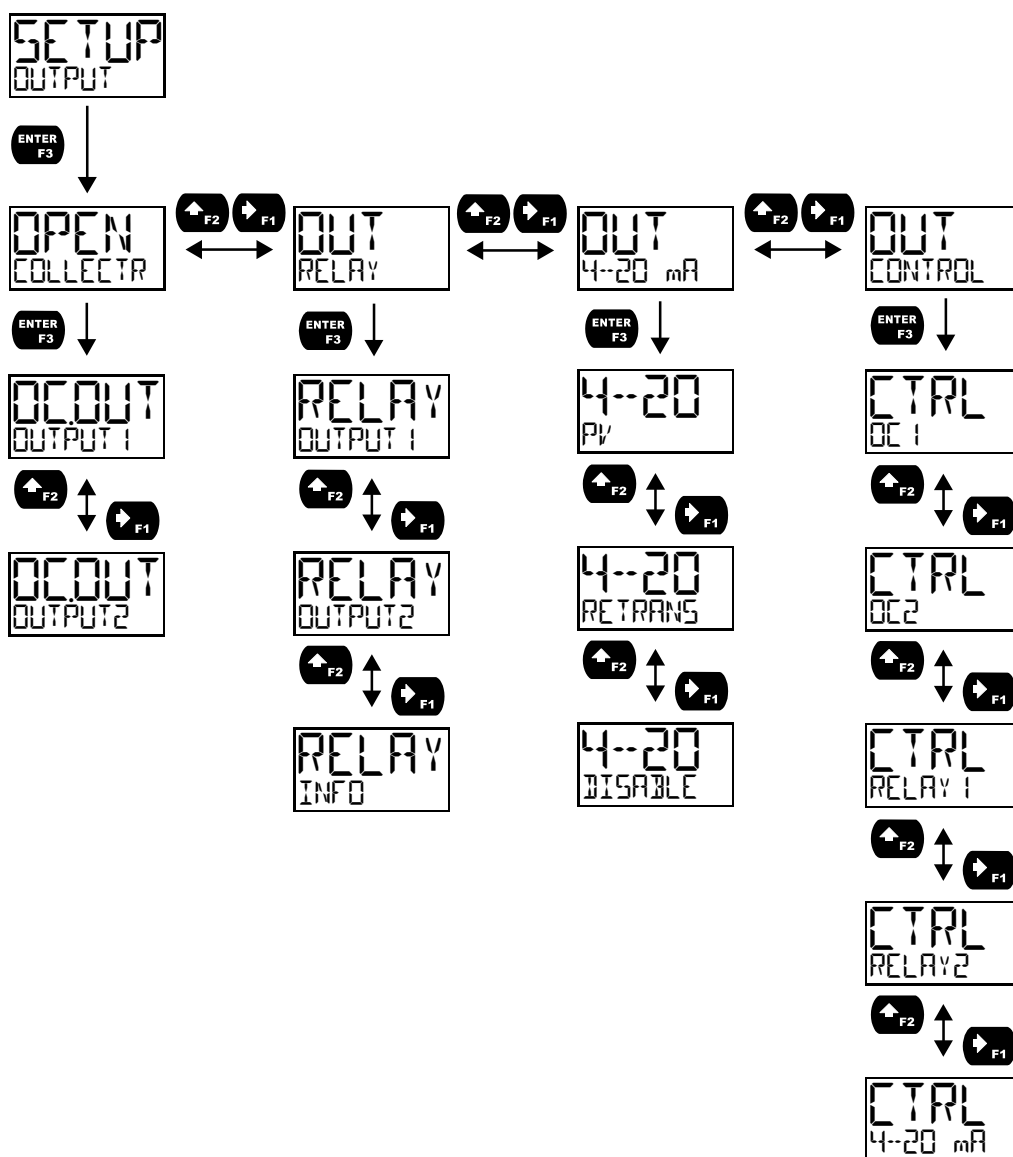 SETUP
OUTPUT
ENTER
F3
F2 F1 F2 F1 F2 F1
OPEN OUT OUT OUT
COLLECTR RELAY 4--20 mA CONTROL
ENTER ENTER ENTER ENTER
F3 F3 F3 F3
OC.OUT RELAY 4--20 CTRL
OUTPUT1 OUTPUT1 PV OC1
F2 F2 F2 F2
F1 F1 F1 F1
OC.OUT RELAY 4--20 CTRL
OUTPUT2 OUTPUT2 RETRANS OC2
F2 F2 F2
F1 F1 F1
RELAY 4--20 CTRL
INFO DISABLE RELAY1
F2
F1
CTRL
RELAY2
F2
F1
CTRL
4--20 mA